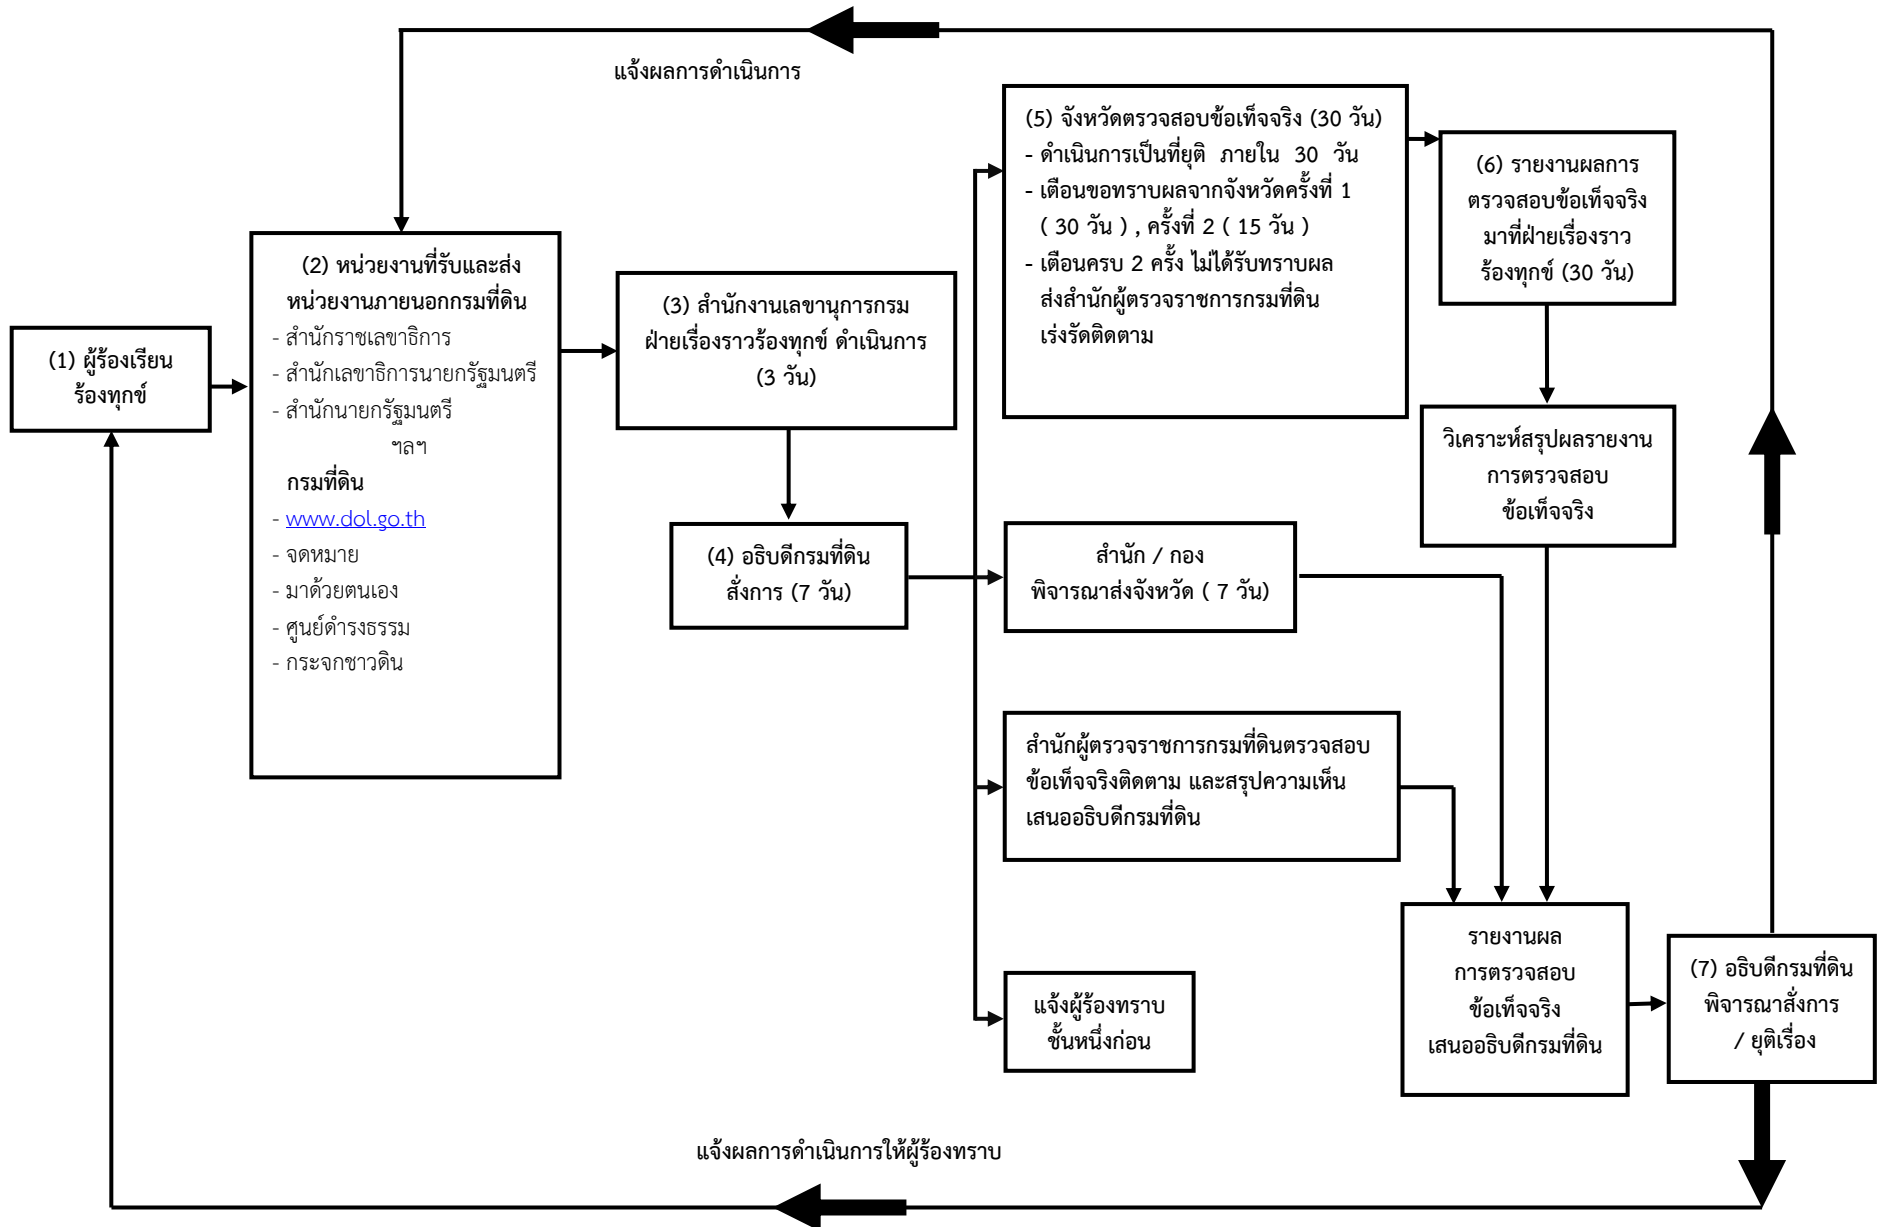 แจ้งผลการดำเนินการ
(1) ผู้ร้องเรียน
ร้องทุกข์
(2) หน่วยงานที่รับและส่ง
หน่วยงานภายนอกกรมที่ดิน
- สำนักราชเลขาธิการ
- สำนักเลขาธิการนายกรัฐมนตรี
- สำนักนายกรัฐมนตรี
ฯลฯ
กรมที่ดิน
- www.dol.go.th
- จดหมาย
- มาด้วยตนเอง
- ศูนย์ดำรงธรรม
- กระจกชาวดิน
(3) สำนักงานเลขานุการกรม
ฝ่ายเรื่องราวร้องทุกข์ ดำเนินการ
(3 วัน)
(4) อธิบดีกรมที่ดิน
สั่งการ (7 วัน)
(5) จังหวัดตรวจสอบข้อเท็จจริง (30 วัน)
- ดำเนินการเป็นที่ยุติ ภายใน 30 วัน
- เตือนขอทราบผลจากจังหวัดครั้งที่ 1
( 30 วัน ) , ครั้งที่ 2 ( 15 วัน )
- เตือนครบ 2 ครั้ง ไม่ได้รับทราบผล
ส่งสำนักผู้ตรวจราชการกรมที่ดิน
เร่งรัดติดตาม
(6) รายงานผลการ
ตรวจสอบข้อเท็จจริง
มาที่ฝ่ายเรื่องราว
ร้องทุกข์ (30 วัน)
วิเคราะห์สรุปผลรายงาน
การตรวจสอบ
ข้อเท็จจริง
สำนัก / กอง
พิจารณาส่งจังหวัด ( 7 วัน)
สำนักผู้ตรวจราชการกรมที่ดินตรวจสอบ
ข้อเท็จจริงติดตาม และสรุปความเห็น
เสนออธิบดีกรมที่ดิน
แจ้งผู้ร้องทราบ
ชั้นหนึ่งก่อน
รายงานผล
การตรวจสอบ
ข้อเท็จจริง
เสนออธิบดีกรมที่ดิน
(7) อธิบดีกรมที่ดิน
พิจารณาสั่งการ
/ ยุติเรื่อง
แจ้งผลการดำเนินการให้ผู้ร้องทราบ